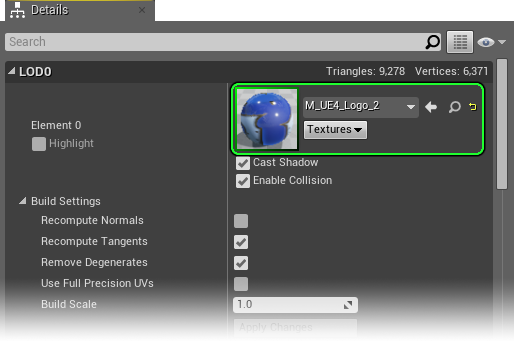 Details
Search
LOD0 Triangles: 9,278 Vertices: 6,371
Element 0
Highlight
M_UE4_Logo_2
Textures
Cast Shadow
Enable Collision
Build Settings
Recompute Normals
Recompute Tangents
Remove Degenerates
Use Full Precision UVs
Build Scale 1.0
Apply Changes